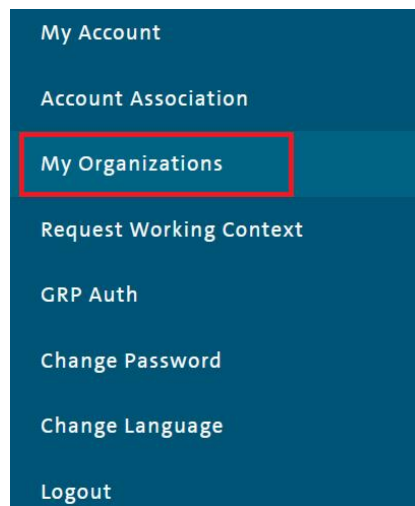 My Account
Account Association
My Organizations
Request Working Context
GRP Auth
Change Password
Change Language
Logout